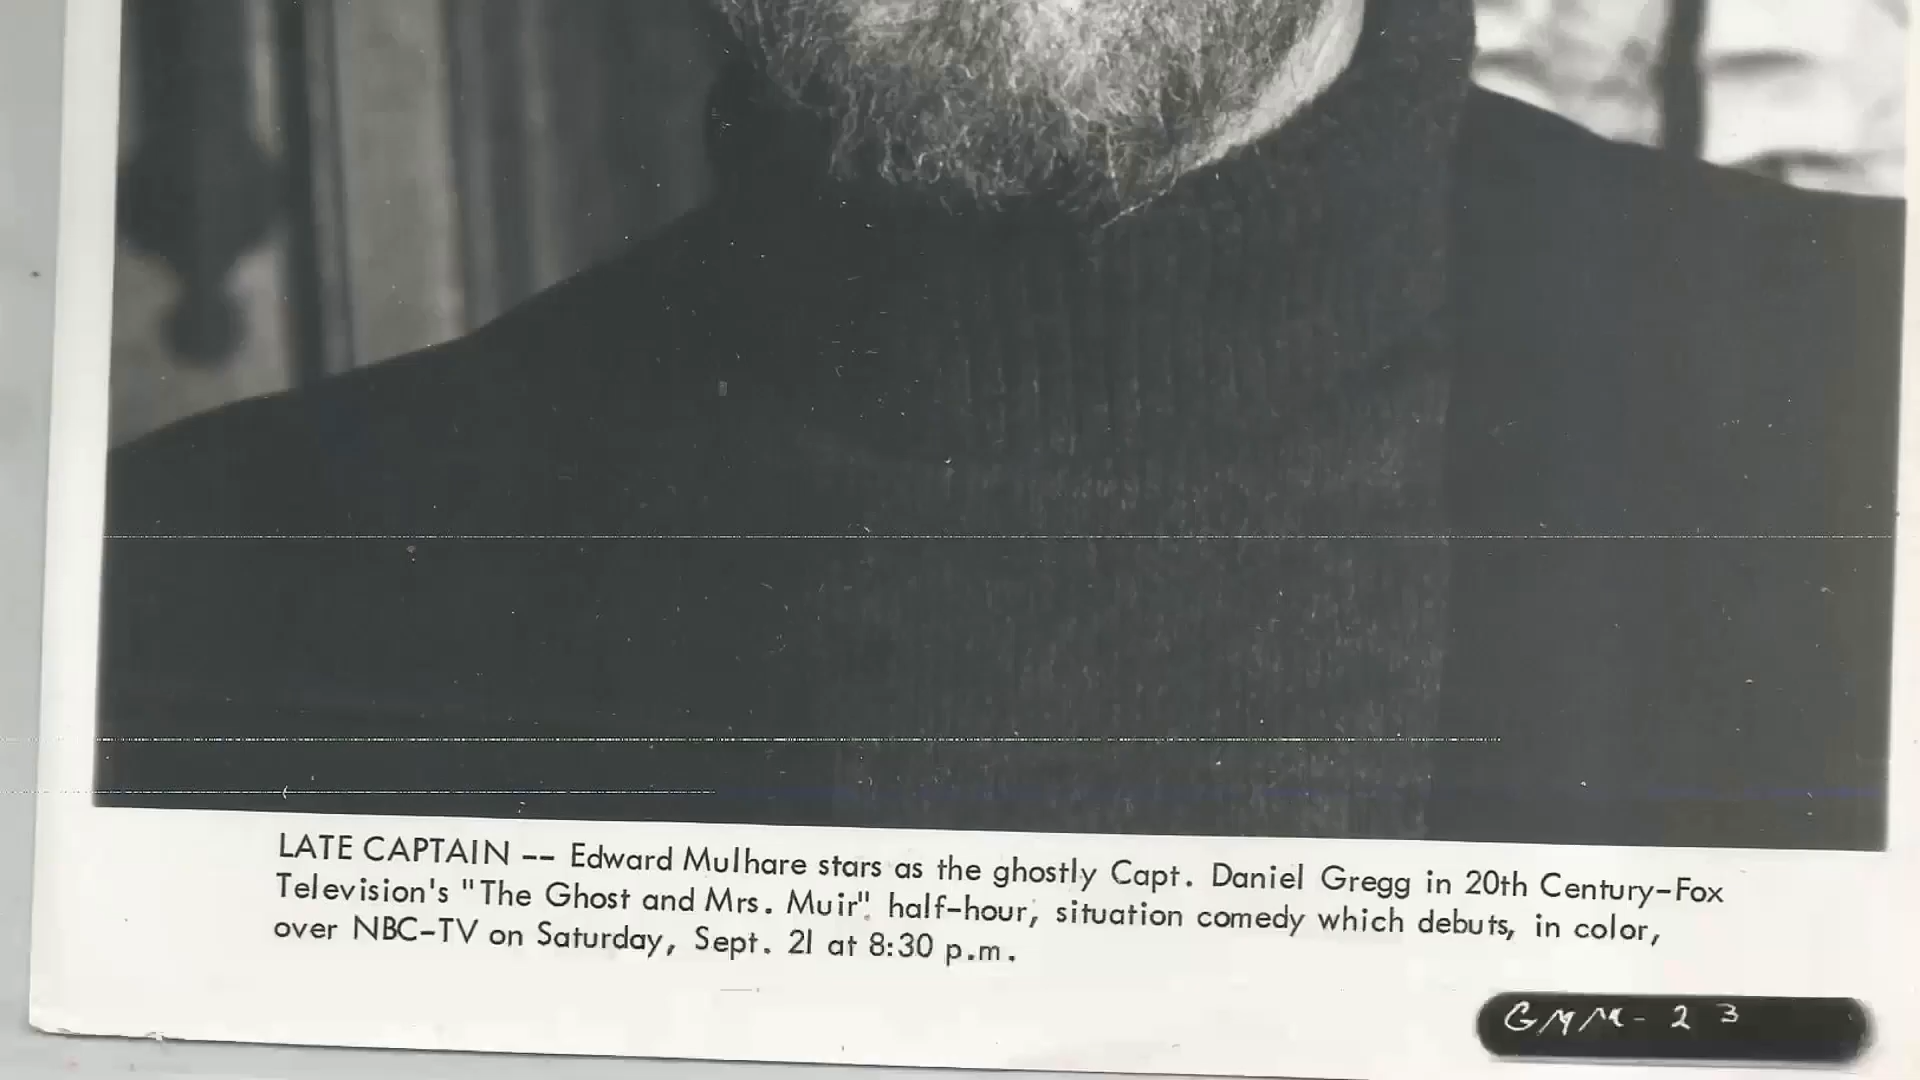 LATE CAPTAIN -- Edward Mulhare stars as the ghostly Capt. Daniel Gregg in 20th Century-Fox
Television's "The Ghost and Mrs. Muir" half-hour, situation comedy which debuts, in color,
over NBC-TV on Saturday, Sept. 21 at 8:30 p.m.
GMM-23